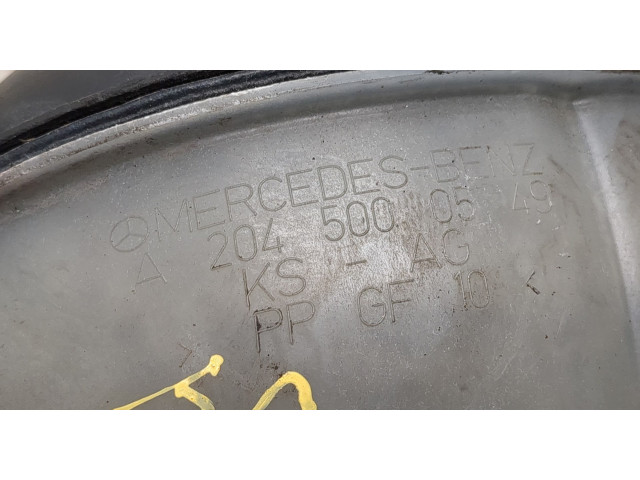 MERCEDES-BENZ
A 204 500 05 49
KS - AG
PP GF 10 <